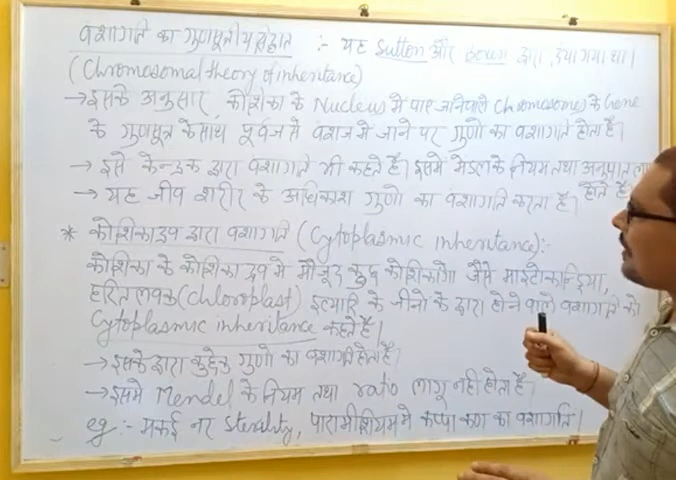 वंशागति का गुणसूत्रीय सिद्धांत :- यह Sutton और द्वारा दिया गया था।
(Chromosomal theory of inheritance)
→ इसके अनुसार, कोशिका के Nucleus मे पाए जानेवाले Chromosomes के Gene
के गुणसूत्र के साथ पूर्वज से वंशज मे जाने पर गुणो का वंशागति होता है।
→ इसे केन्द्रक द्वारा वंशागति भी कहते है। इसमे मेंडल के नियम तथा अनुपात लागू
होते है
→ यह जीव शरीर के अधिकांश गुणो का वंशागति करता है।
* कोशिकाद्रव द्वारा वंशागति (Cytoplasmic inheritance):-
कोशिका के कोशिका द्रव मे मौजूद कुछ कोशिकांगो जैसे माइटोकान्ड्रिया,
हरित लवक (Chloroplast) इत्यादि के जीनो के द्वारा होने वाले वंशागति को
Cytoplasmic inheritance कहते है।
→ इसके द्वारा कुछेक गुणो का वंशागति होता है।
→ इसमे Mendel के नियम तथा ratio लागू नही होता है।
eg :- मकई नर Sterility, पारामीशियम मे कप्पा कण का वंशागति।